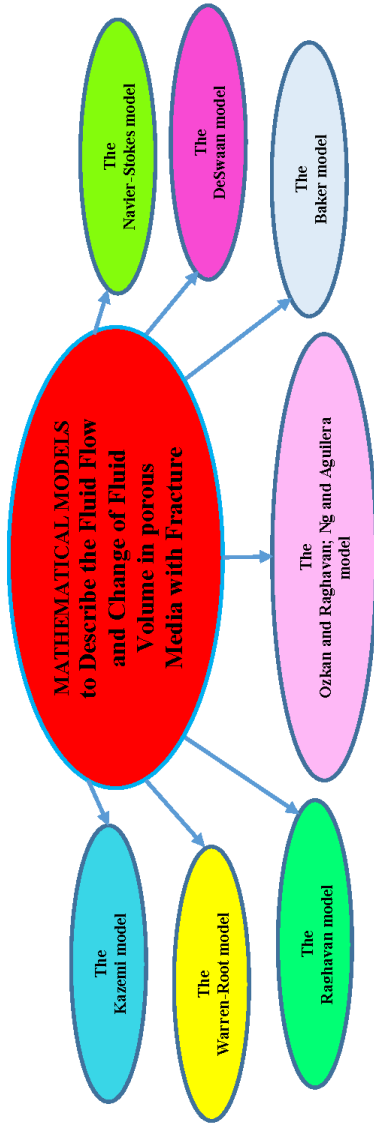 MATHEMATICAL MODELS
to Describe the Fluid Flow
and Change of Fluid
Volume in porous
Media with Fracture
The
Kazemi model
The
Warren-Root model
The
Raghavan model
The
Ozkan and Raghavan; Ng and Aguilera
model
The
Baker model
The
DeSwaan model
The
Navier-Stokes model